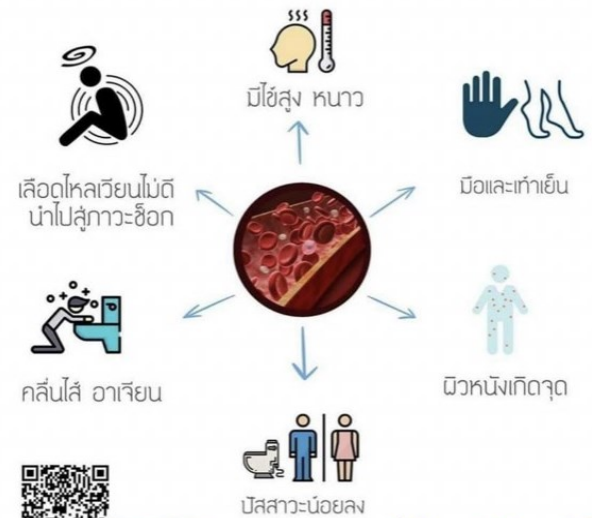 มีไข้สูง หนาว
เลือดไหลเวียนไม่ดี
นำไปสู่ภาวะช็อก
มือและเท้าเย็น
คลื่นไส้ อาเจียน
ผิวหนังเกิดจุด
ปัสสาวะน้อยลง